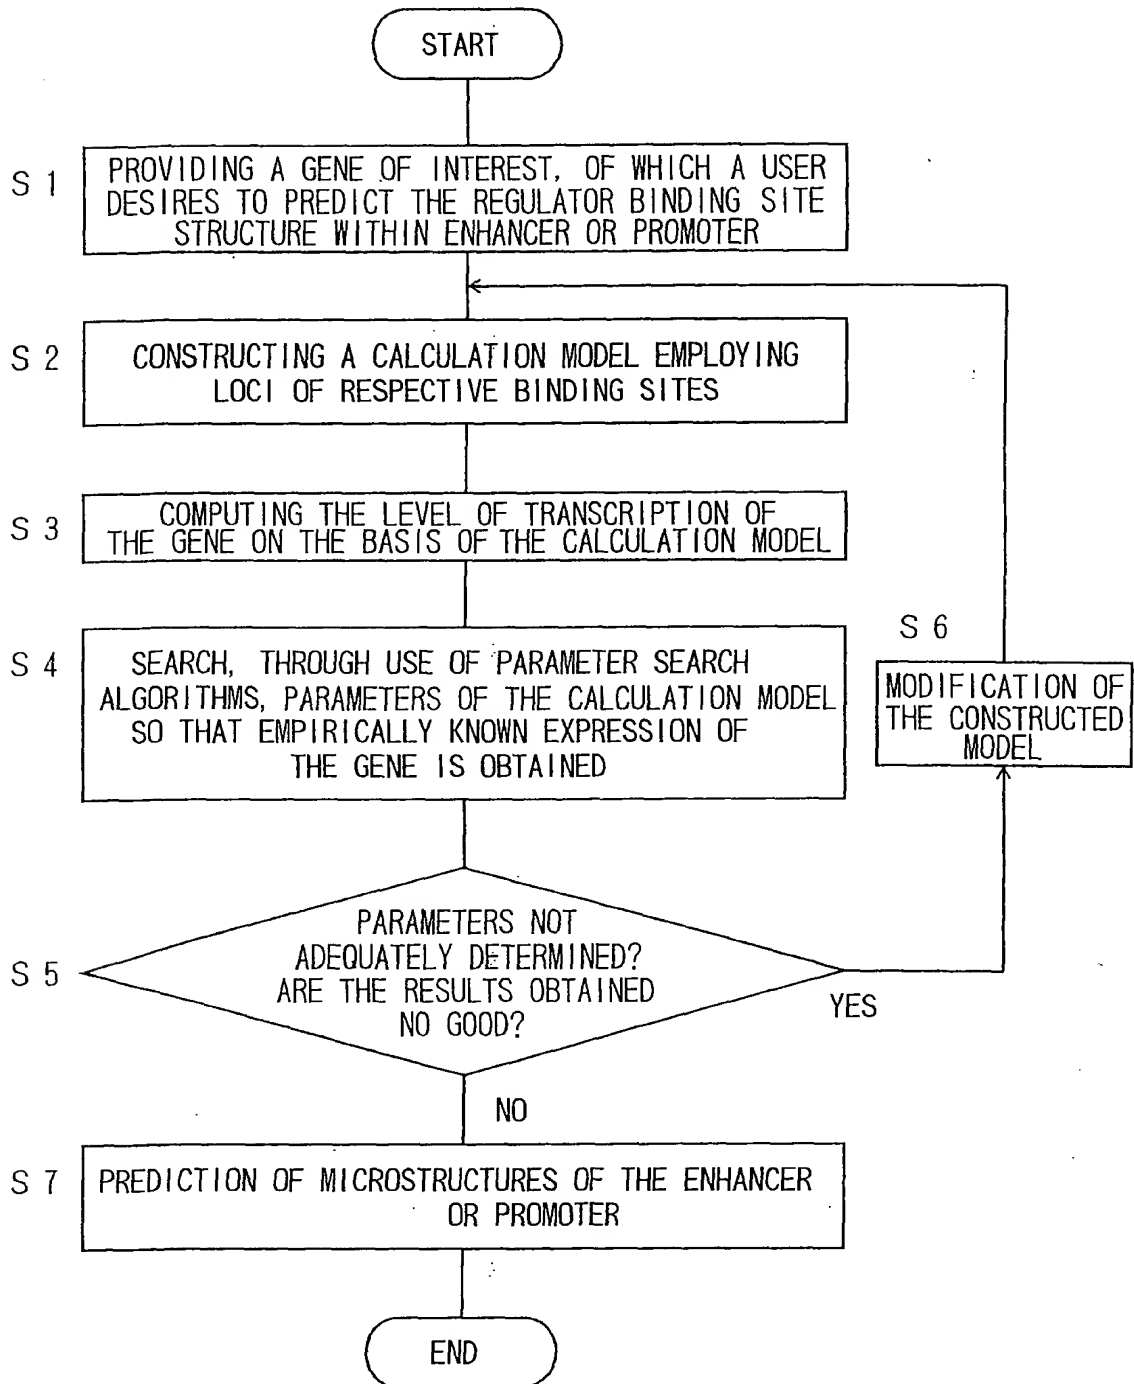 START
S 1
PROVIDING A GENE OF INTEREST, OF WHICH A USER
DESIRES TO PREDICT THE REGULATOR BINDING SITE
STRUCTURE WITHIN ENHANCER OR PROMOTER
S 2
CONSTRUCTING A CALCULATION MODEL EMPLOYING
LOCI OF RESPECTIVE BINDING SITES
S 3
COMPUTING THE LEVEL OF TRANSCRIPTION OF
THE GENE ON THE BASIS OF THE CALCULATION MODEL
S 4
SEARCH, THROUGH USE OF PARAMETER SEARCH
ALGORITHMS, PARAMETERS OF THE CALCULATION MODEL
SO THAT EMPIRICALLY KNOWN EXPRESSION OF
THE GENE IS OBTAINED
S 6
MODIFICATION OF
THE CONSTRUCTED
MODEL
S 5
PARAMETERS NOT
ADEQUATELY DETERMINED?
ARE THE RESULTS OBTAINED
NO GOOD?
YES
NO
S 7
PREDICTION OF MICROSTRUCTURES OF THE ENHANCER
OR PROMOTER
END